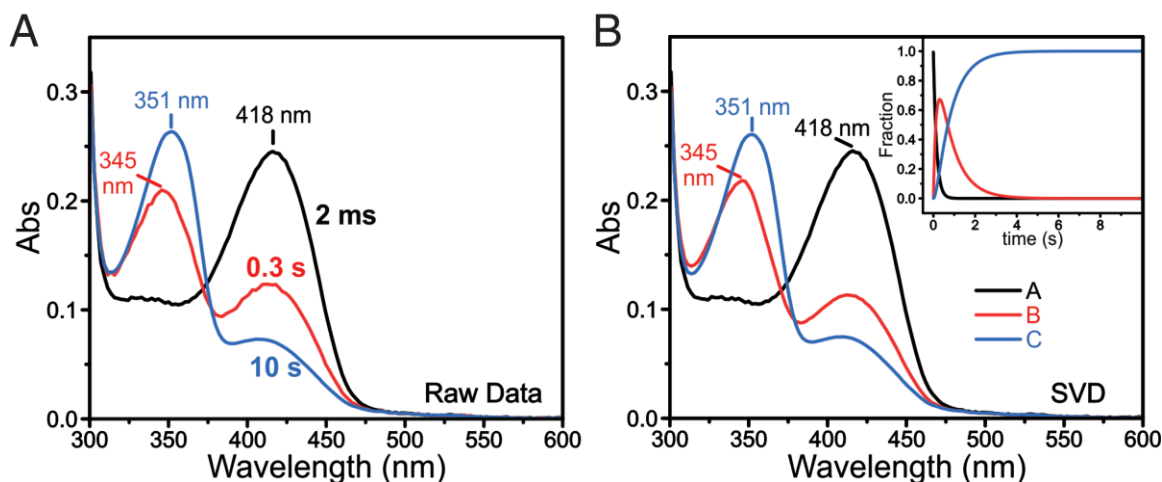 A
Abs
0.3
0.2
0.1
0.0
351 nm
418 nm
345
nm
2 ms
0.3 s
10 s
Raw Data
300
350
400
450
500
550
600
Wavelength (nm)
B
Abs
0.3
0.2
0.1
0.0
351 nm
418 nm
345
nm
Fraction
1.0
0.8
0.6
0.4
0.2
0.0
0
2
4
6
8
time (s)
A
B
C
SVD
300
350
400
450
500
550
600
Wavelength (nm)